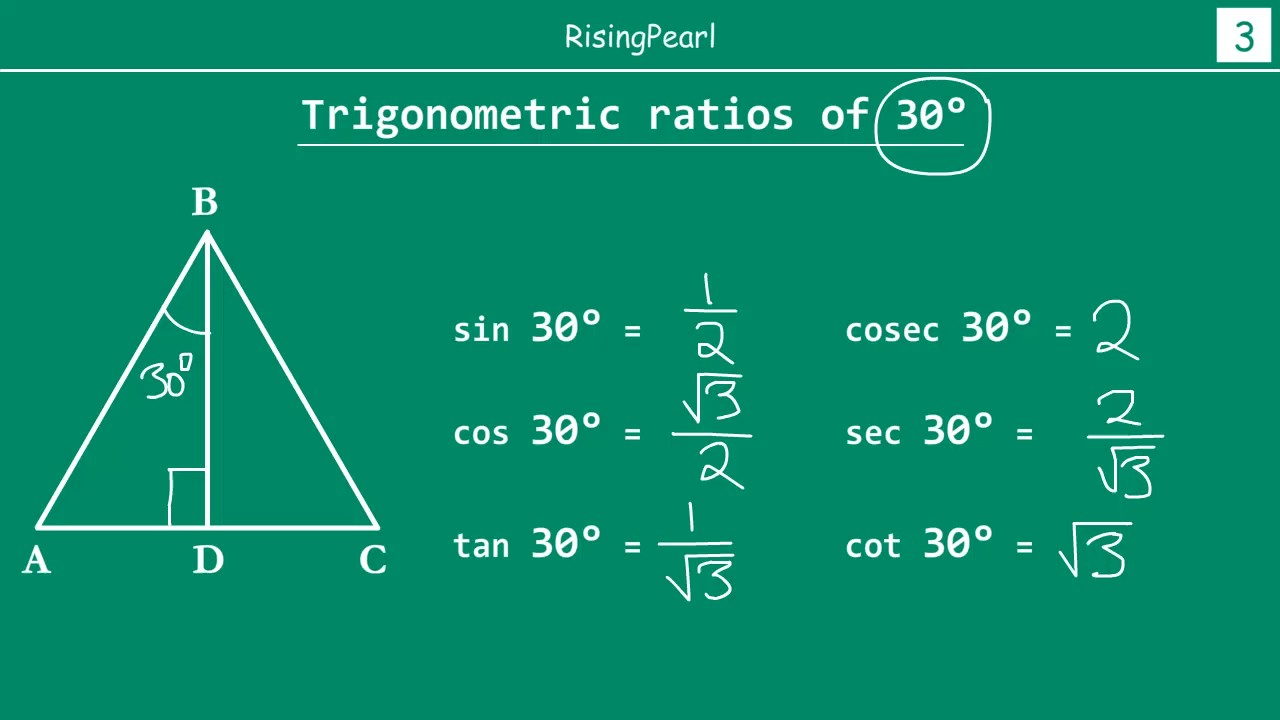 RisingPearl
3
Trigonometric ratios of 30°
B
30°
A
D
C
sin 30° = 1/2
cosec 30° = 2
cos 30° = √3/2
sec 30° = 2/√3
tan 30° = 1/√3
cot 30° = √3